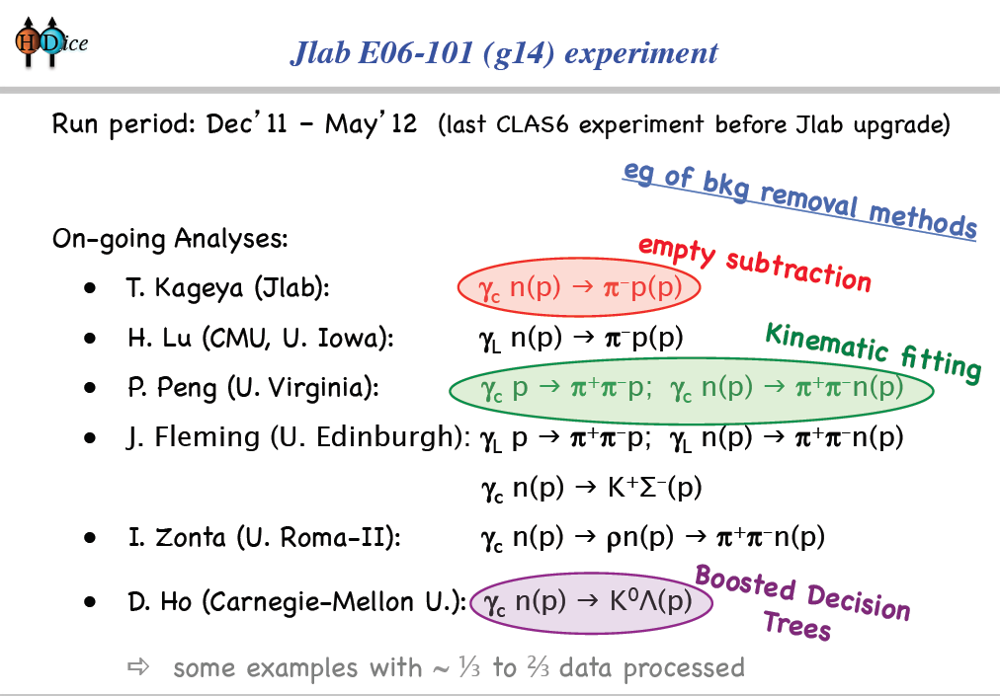 HDice
Jlab E06-101 (g14) experiment
Run period: Dec’11 – May’12 (last CLAS6 experiment before Jlab upgrade)
eg of bkg removal methods
On-going Analyses:
empty subtraction
• T. Kageya (Jlab): γc n(p) → π⁻p(p)
• H. Lu (CMU, U. Iowa): γL n(p) → π⁻p(p)
Kinematic fitting
• P. Peng (U. Virginia): γc p → π⁺π⁻p; γc n(p) → π⁺π⁻n(p)
• J. Fleming (U. Edinburgh): γL p → π⁺π⁻p; γL n(p) → π⁺π⁻n(p)
γc n(p) → K⁺Σ⁻(p)
• I. Zonta (U. Roma-II): γc n(p) → ρn(p) → π⁺π⁻n(p)
• D. Ho (Carnegie-Mellon U.): γc n(p) → K⁰Λ(p)
Boosted Decision
Trees
⇨ some examples with ~ ⅓ to ⅔ data processed